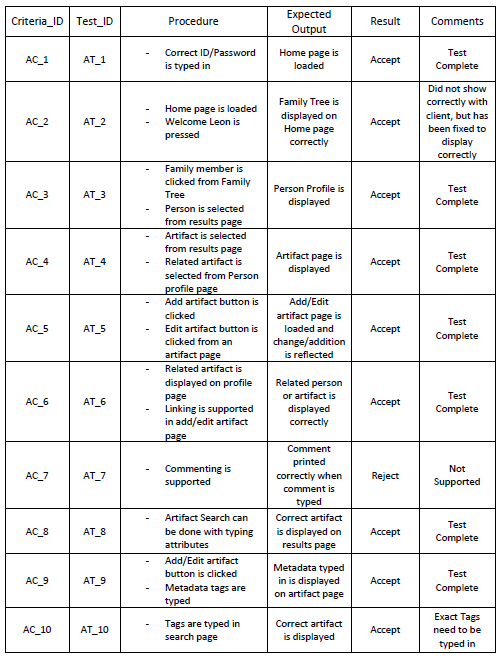 Criteria_ID Test_ID Procedure Expected Output Result Comments
AC_1 AT_1 - Correct ID/Password is typed in Home page is loaded Accept Test Complete
AC_2 AT_2 - Home page is loaded - Welcome Leon is pressed Family Tree is displayed on Home page correctly Accept Did not show correctly with client, but has been fixed to display correctly
AC_3 AT_3 - Family member is clicked from Family Tree - Person is selected from results page Person Profile is displayed Accept Test Complete
AC_4 AT_4 - Artifact is selected from results page - Related artifact is selected from Person profile page Artifact page is displayed Accept Test Complete
AC_5 AT_5 - Add artifact button is clicked - Edit artifact button is clicked from an artifact page Add/Edit artifact page is loaded and change/addition is reflected Accept Test Complete
AC_6 AT_6 - Related artifact is displayed on profile page - Linking is supported in add/edit artifact page Related person or artifact is displayed correctly Accept Test Complete
AC_7 AT_7 - Commenting is supported Comment printed correctly when comment is typed Reject Not Supported
AC_8 AT_8 - Artifact Search can be done with typing attributes Correct artifact is displayed on results page Accept Test Complete
AC_9 AT_9 - Add/Edit artifact button is clicked - Metadata tags are typed Metadata typed in is displayed on artifact page Accept Test Complete
AC_10 AT_10 - Tags are typed in search page Correct artifact is displayed Accept Exact Tags need to be typed in